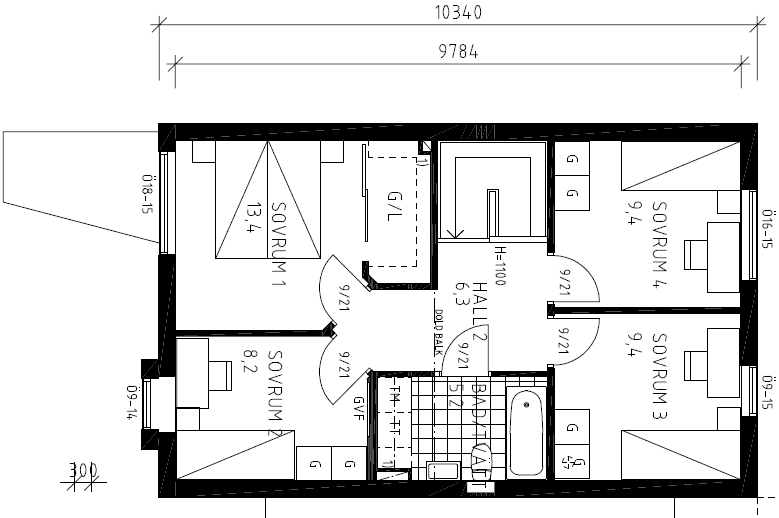 10340
9784
Ö18-15
SOVRUM 1
13,4
1)
G/L
H=1100
G
G
SOVRUM 4
9,4
Ö16-15
9/21
9/21
HALL 2
6,3
DOLD BALK
9/21
9/21
9/21
SOVRUM 2
8,2
Ö9-14
GVF
G
G
TM
TT
1)
BAD/TVÄTT
5,2
SOVRUM 3
9,4
Ö9-15
G
G
300